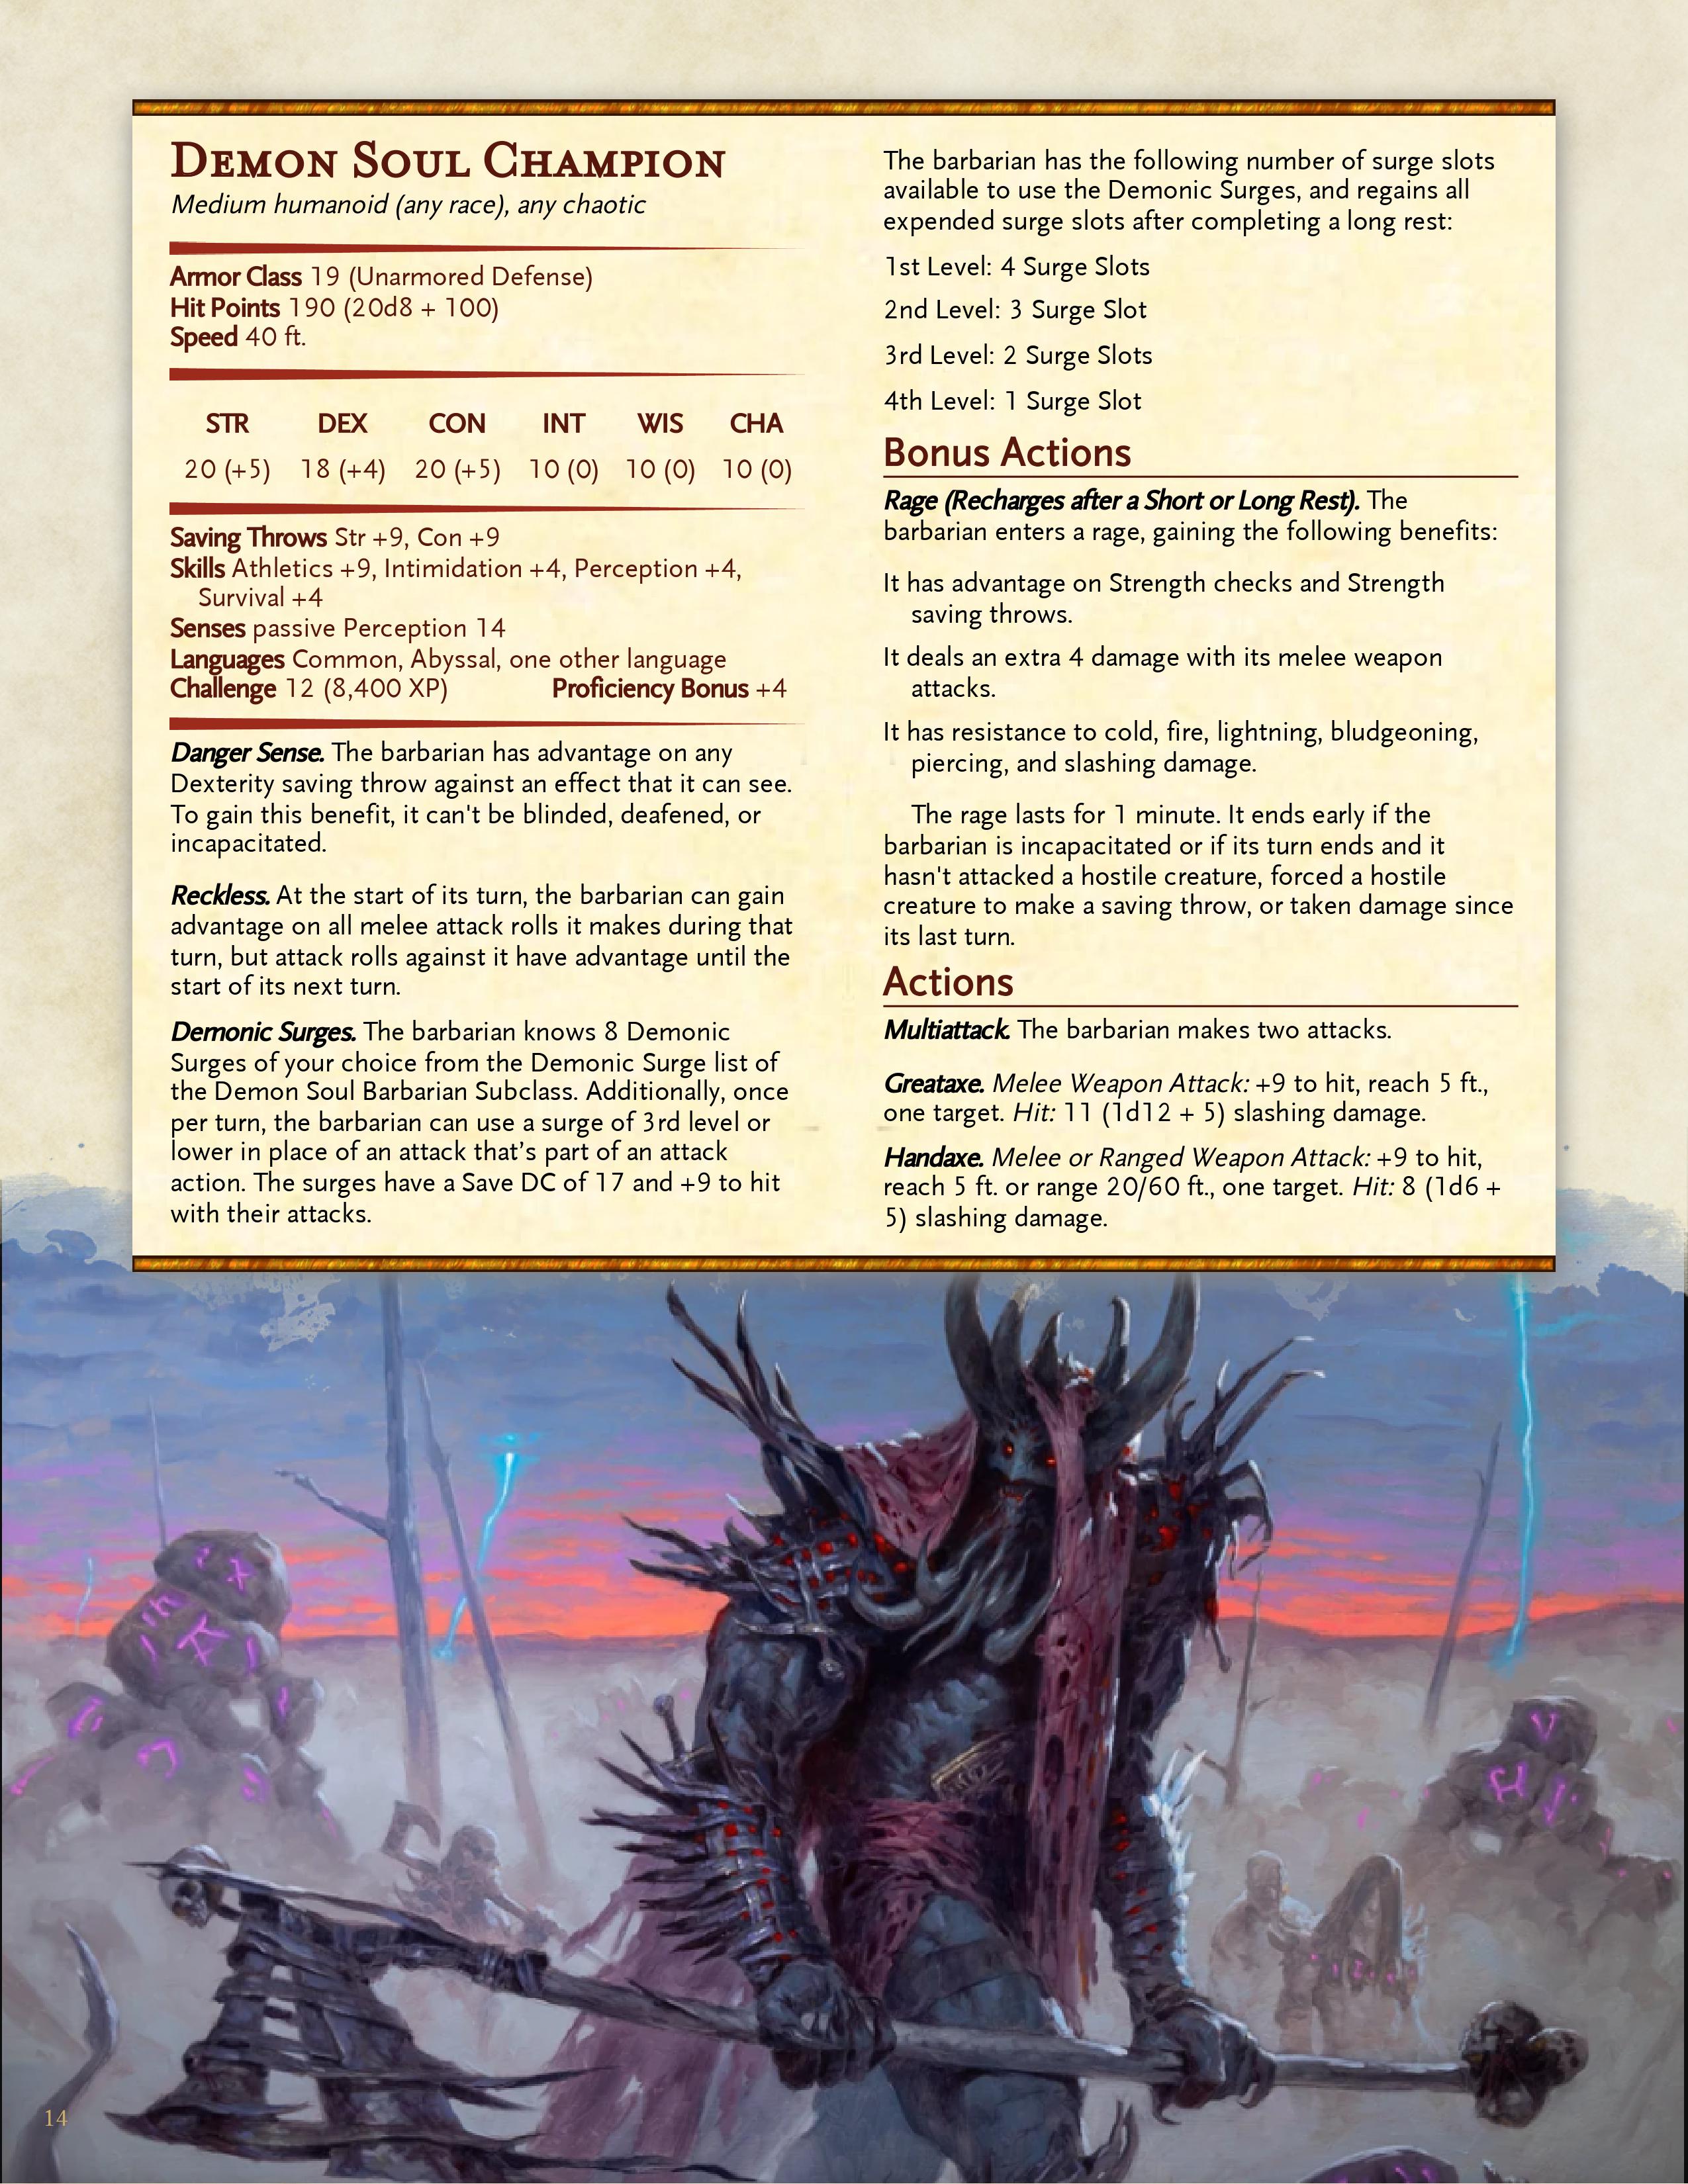 Demon Soul Champion
Medium humanoid (any race), any chaotic
Armor Class 19 (Unarmored Defense)
Hit Points 190 (20d8 + 100)
Speed 40 ft.
STR DEX CON INT WIS CHA
20 (+5) 18 (+4) 20 (+5) 10 (0) 10 (0) 10 (0)
Saving Throws Str +9, Con +9
Skills Athletics +9, Intimidation +4, Perception +4,
Survival +4
Senses passive Perception 14
Languages Common, Abyssal, one other language
Challenge 12 (8,400 XP) Proficiency Bonus +4
Danger Sense. The barbarian has advantage on any
Dexterity saving throw against an effect that it can see.
To gain this benefit, it can't be blinded, deafened, or
incapacitated.
Reckless. At the start of its turn, the barbarian can gain
advantage on all melee attack rolls it makes during that
turn, but attack rolls against it have advantage until the
start of its next turn.
Demonic Surges. The barbarian knows 8 Demonic
Surges of your choice from the Demonic Surge list of
the Demon Soul Barbarian Subclass. Additionally, once
per turn, the barbarian can use a surge of 3rd level or
lower in place of an attack that’s part of an attack
action. The surges have a Save DC of 17 and +9 to hit
with their attacks.
The barbarian has the following number of surge slots
available to use the Demonic Surges, and regains all
expended surge slots after completing a long rest:
1st Level: 4 Surge Slots
2nd Level: 3 Surge Slot
3rd Level: 2 Surge Slots
4th Level: 1 Surge Slot
Bonus Actions
Rage (Recharges after a Short or Long Rest). The
barbarian enters a rage, gaining the following benefits:
It has advantage on Strength checks and Strength
saving throws.
It deals an extra 4 damage with its melee weapon
attacks.
It has resistance to cold, fire, lightning, bludgeoning,
piercing, and slashing damage.
The rage lasts for 1 minute. It ends early if the
barbarian is incapacitated or if its turn ends and it
hasn't attacked a hostile creature, forced a hostile
creature to make a saving throw, or taken damage since
its last turn.
Actions
Multiattack. The barbarian makes two attacks.
Greataxe. Melee Weapon Attack: +9 to hit, reach 5 ft.,
one target. Hit: 11 (1d12 + 5) slashing damage.
Handaxe. Melee or Ranged Weapon Attack: +9 to hit,
reach 5 ft. or range 20/60 ft., one target. Hit: 8 (1d6 +
5) slashing damage.
14